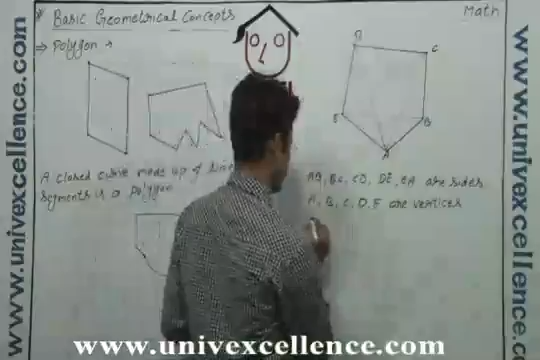 * Basic Geometrical Concepts
Math
⇒ Polygon →
D
C
E
B
A
A closed curve made up of line
segments is a Polygon
AB, BC, CD, DE, EA are sides
A, B, C, D, E are vertices
www.univexcellence.com
www.univexcellence.com
www.univexcellence.com